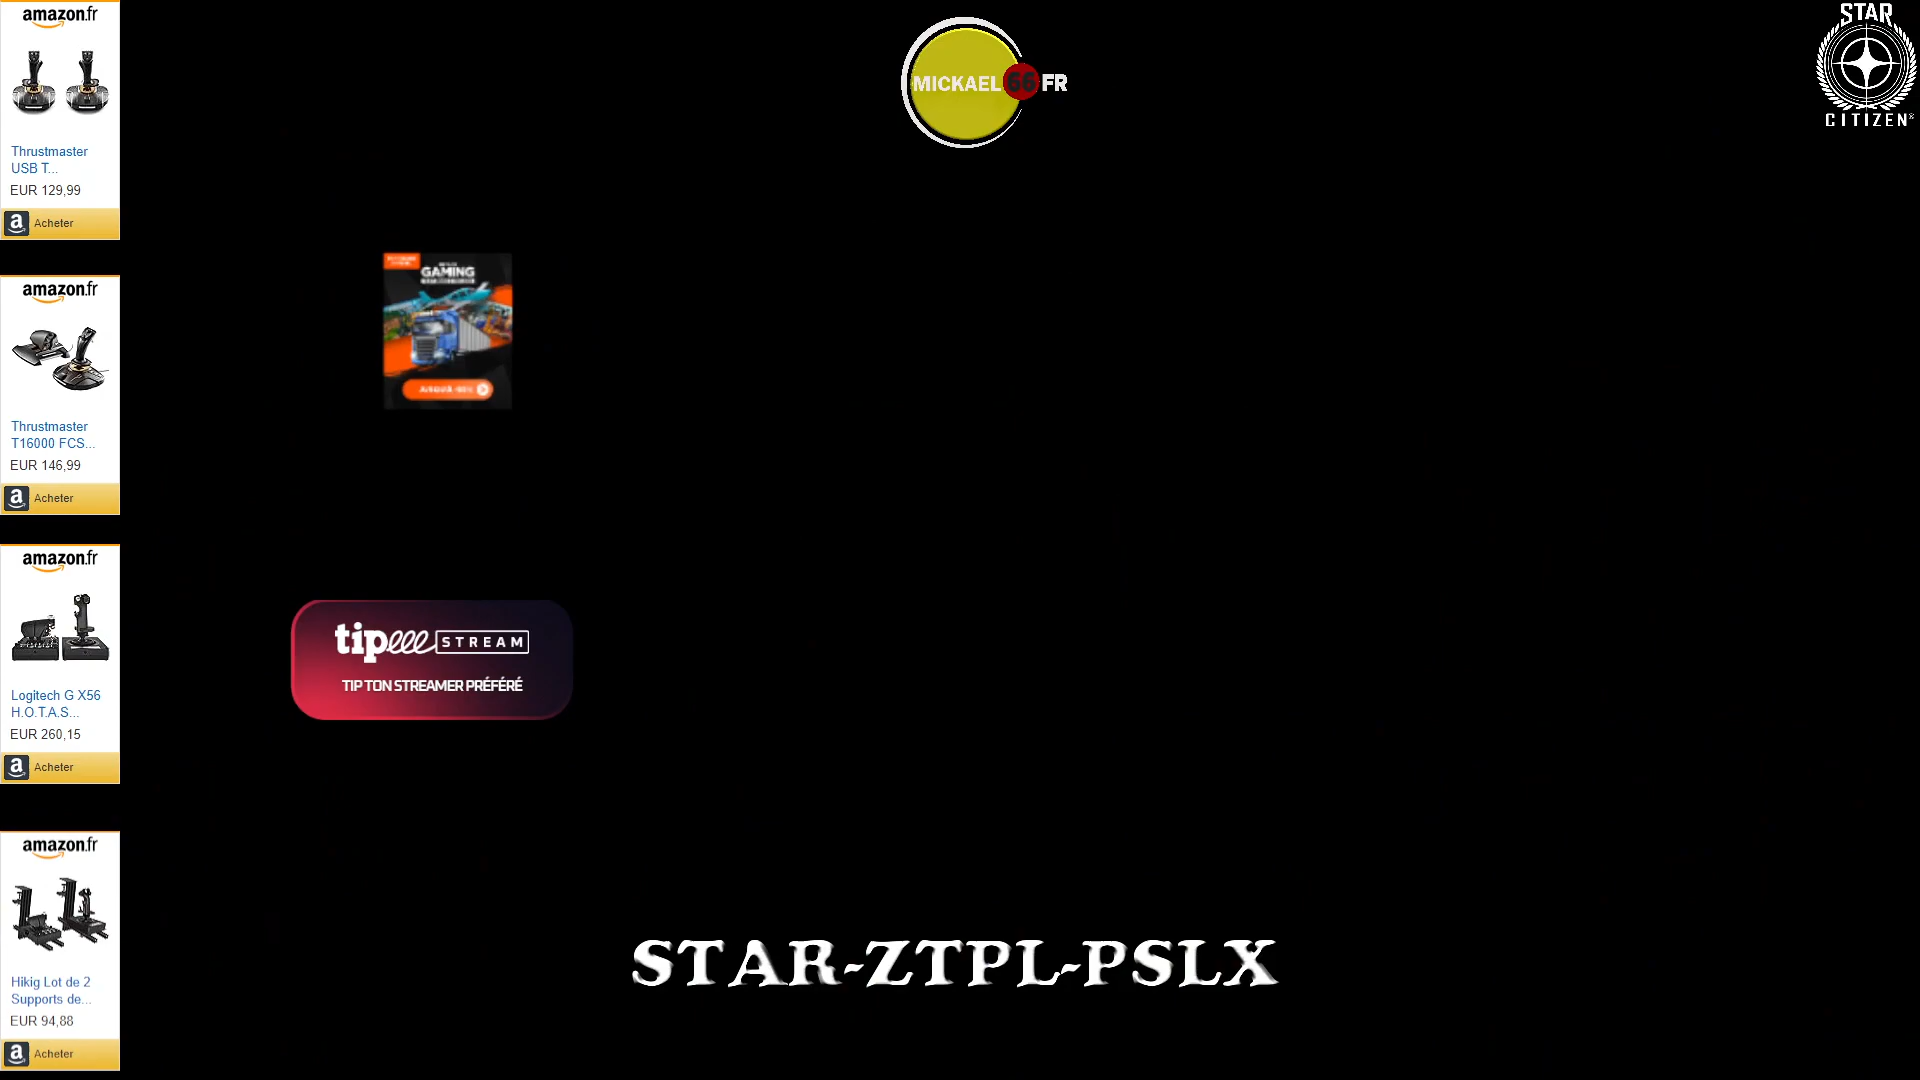 amazon.fr
Thrustmaster
USB T...
EUR 129,99
a Acheter
amazon.fr
Thrustmaster
T16000 FCS...
EUR 146,99
a Acheter
amazon.fr
Logitech G X56
H.O.T.A.S...
EUR 260,15
a Acheter
amazon.fr
Hikig Lot de 2
Supports de...
EUR 94,88
a Acheter
GAMING
tipeee STREAM
TIP TON STREAMER PRÉFÉRÉ
MICKAEL 66 FR
STAR
CITIZEN®
STAR-ZTPL-PSLX